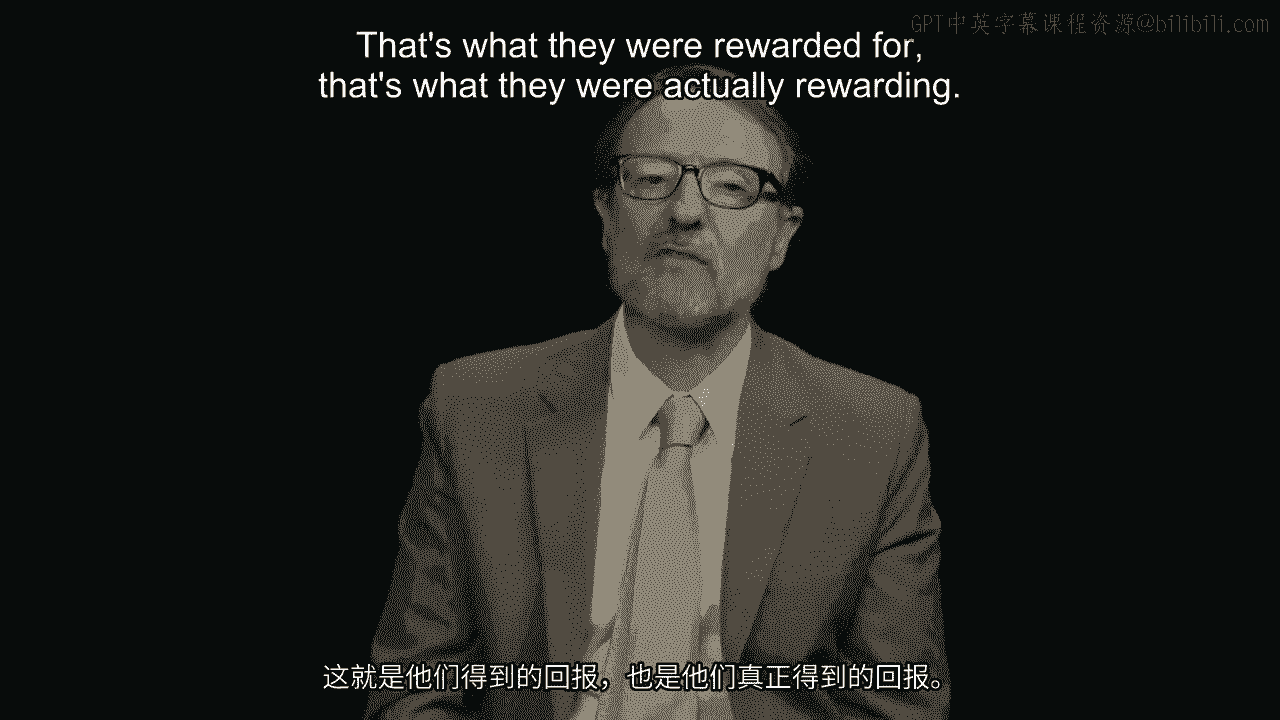 GPT中英字幕课程资源@bilibili.com
That's what they were rewarded for,
that's what they were actually rewarding.
这就是他们得到的回报，也是他们真正得到的回报。